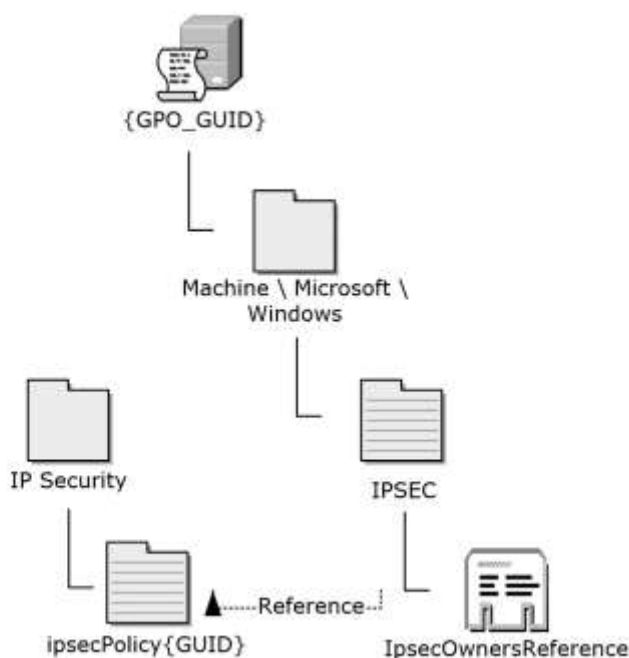 {GPO_GUID}
Machine \ Microsoft \
Windows
IP Security
IPSEC
Reference
ipsecPolicy{GUID}
IpsecOwnersReference